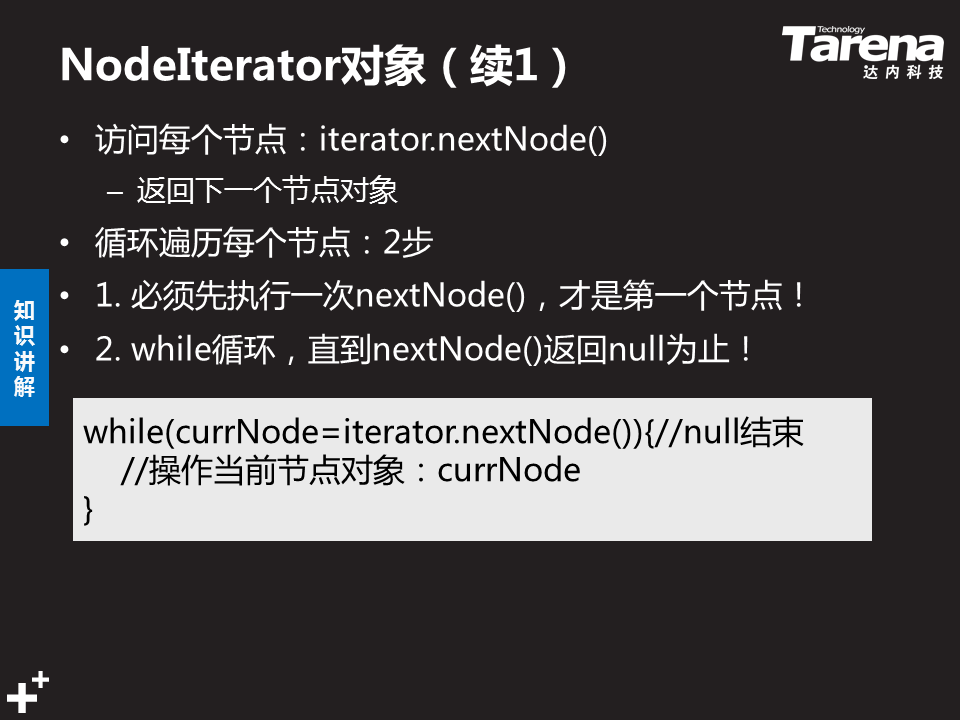 NodeIterator对象（续1）
Technology
Tarena
达内科技
• 访问每个节点：iterator.nextNode()
– 返回下一个节点对象
• 循环遍历每个节点：2步
• 1. 必须先执行一次nextNode()，才是第一个节点！
• 2. while循环，直到nextNode()返回null为止！
知
识
讲
解
while(currNode=iterator.nextNode()){//null结束
//操作当前节点对象：currNode
}